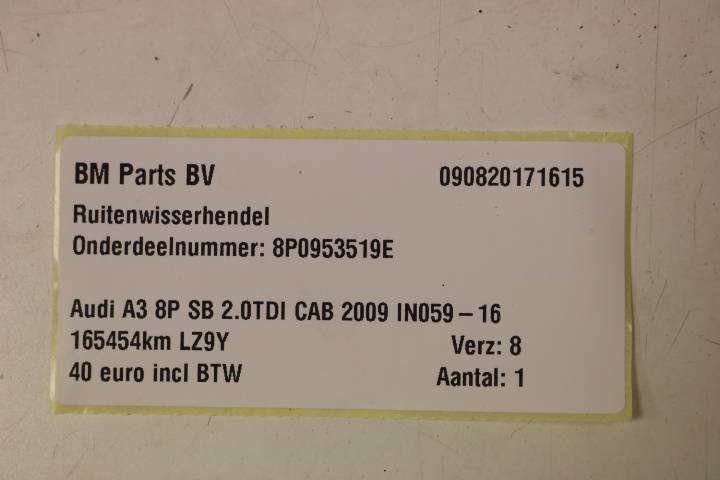 BM Parts BV 090820171615
Ruitenwisserhendel
Onderdeelnummer: 8P0953519E
Audi A3 8P SB 2.0TDI CAB 2009 IN059-16
165454km LZ9Y Verz: 8
40 euro incl BTW Aantal: 1